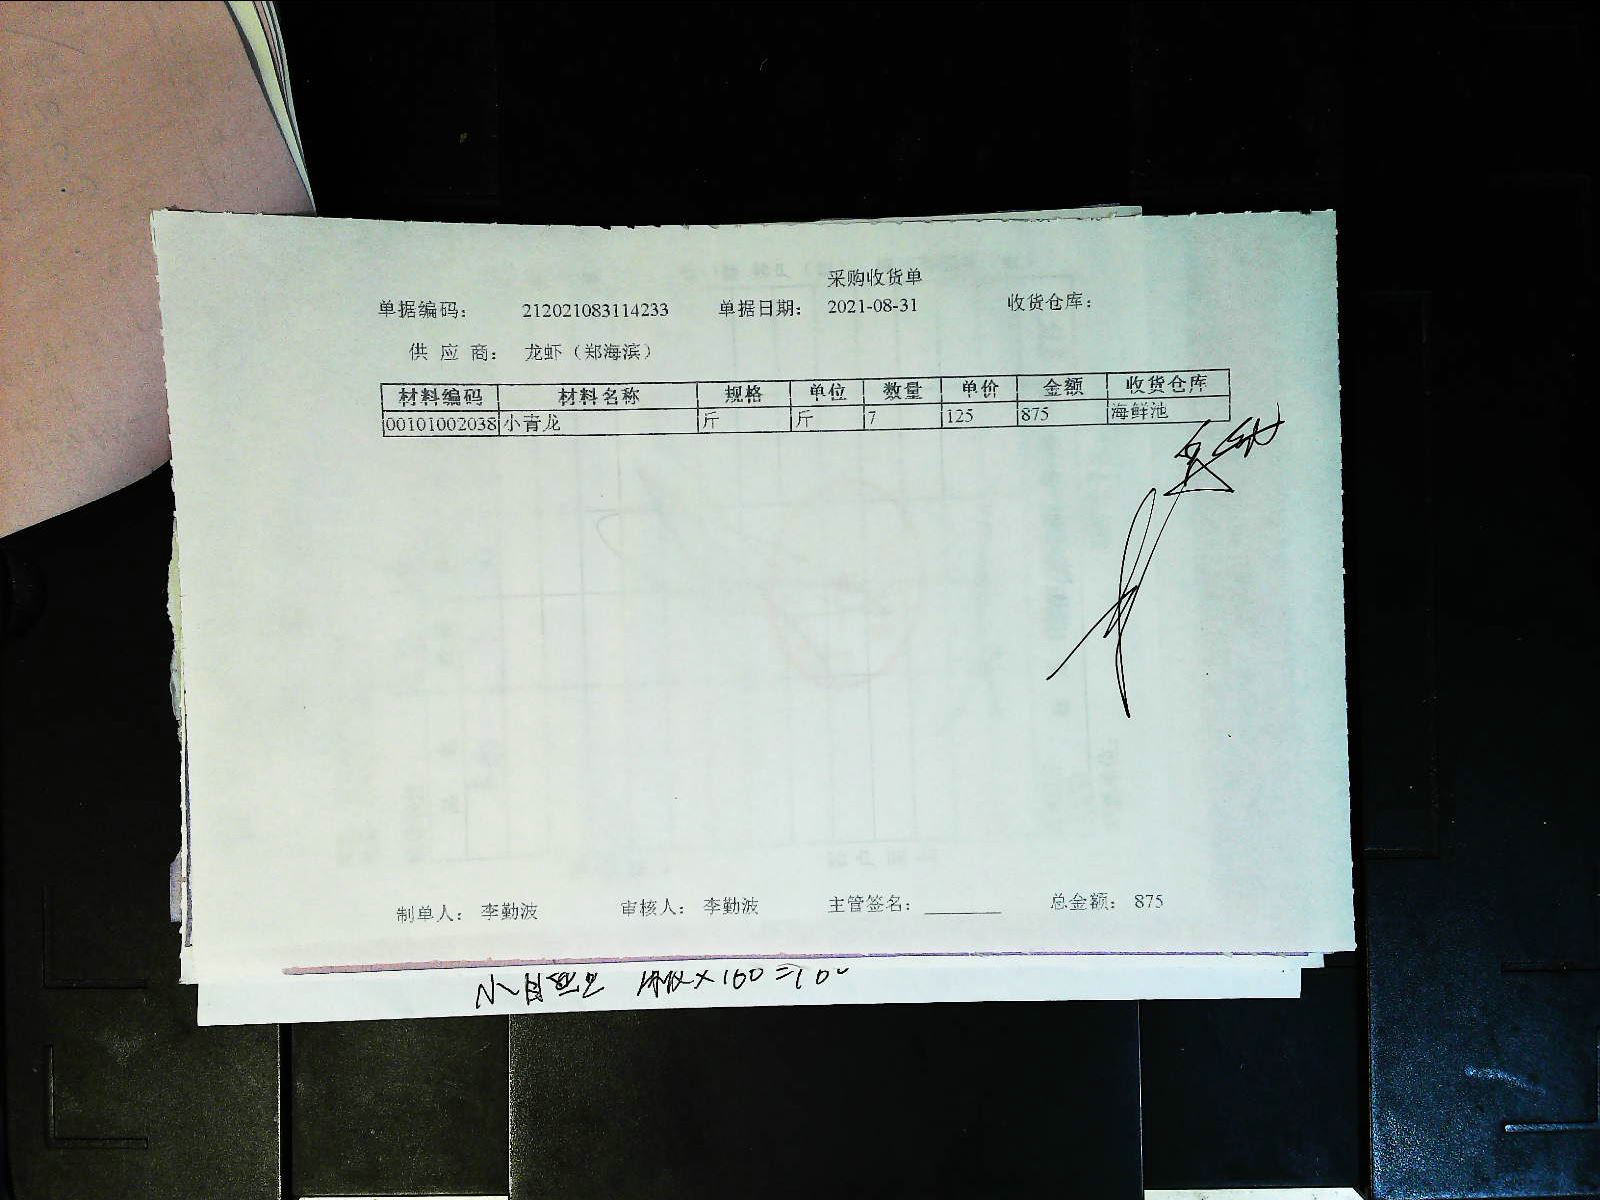 采购收货单
单据编码： 212021083114233 单据日期： 2021-08-31 收货仓库：
供 应 商： 龙虾（郑海滨）
材料编码 材料名称 规格 单位 数量 单价 金额 收货仓库
00101002038 小青龙 斤 斤 7 125 875 海鲜池
制单人： 李勤波 审核人： 李勤波 主管签名： 总金额： 875